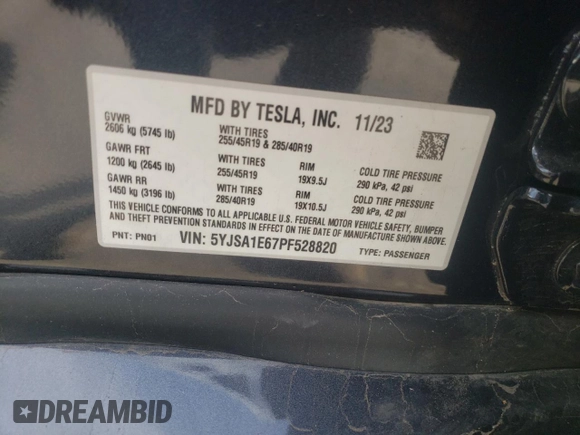 MFD BY TESLA, INC. 11/23
GVWR
2606 kg (5745 lb)
WITH TIRES
255/45R19 & 285/40R19
GAWR FRT
1200 kg (2645 lb)
WITH TIRES
255/45R19
RIM
19X9.5J
COLD TIRE PRESSURE
290 kPa, 42 psi
GAWR RR
1450 kg (3196 lb)
WITH TIRES
285/40R19
RIM
19X10.5J
COLD TIRE PRESSURE
290 kPa, 42 psi
THIS VEHICLE CONFORMS TO ALL APPLICABLE U.S. FEDERAL MOTOR VEHICLE SAFETY, BUMPER,
AND THEFT PREVENTION STANDARDS IN EFFECT ON THE DATE OF MANUFACTURE SHOWN ABOVE.
PNT: PN01 VIN: 5YJSA1E67PF528820 TYPE: PASSENGER
DREAMBID